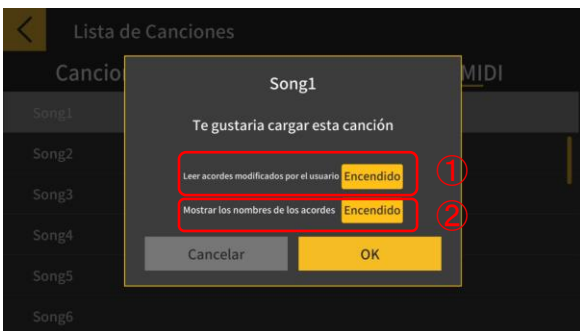 Lista de Canciones
Cancio
MIDI
Song1
Song1
Te gustaria cargar esta canción
Leer acordes modificados por el usuario Encendido ①
Mostrar los nombres de los acordes Encendido ②
Cancelar OK
Song2
Song3
Song4
Song5
Song6